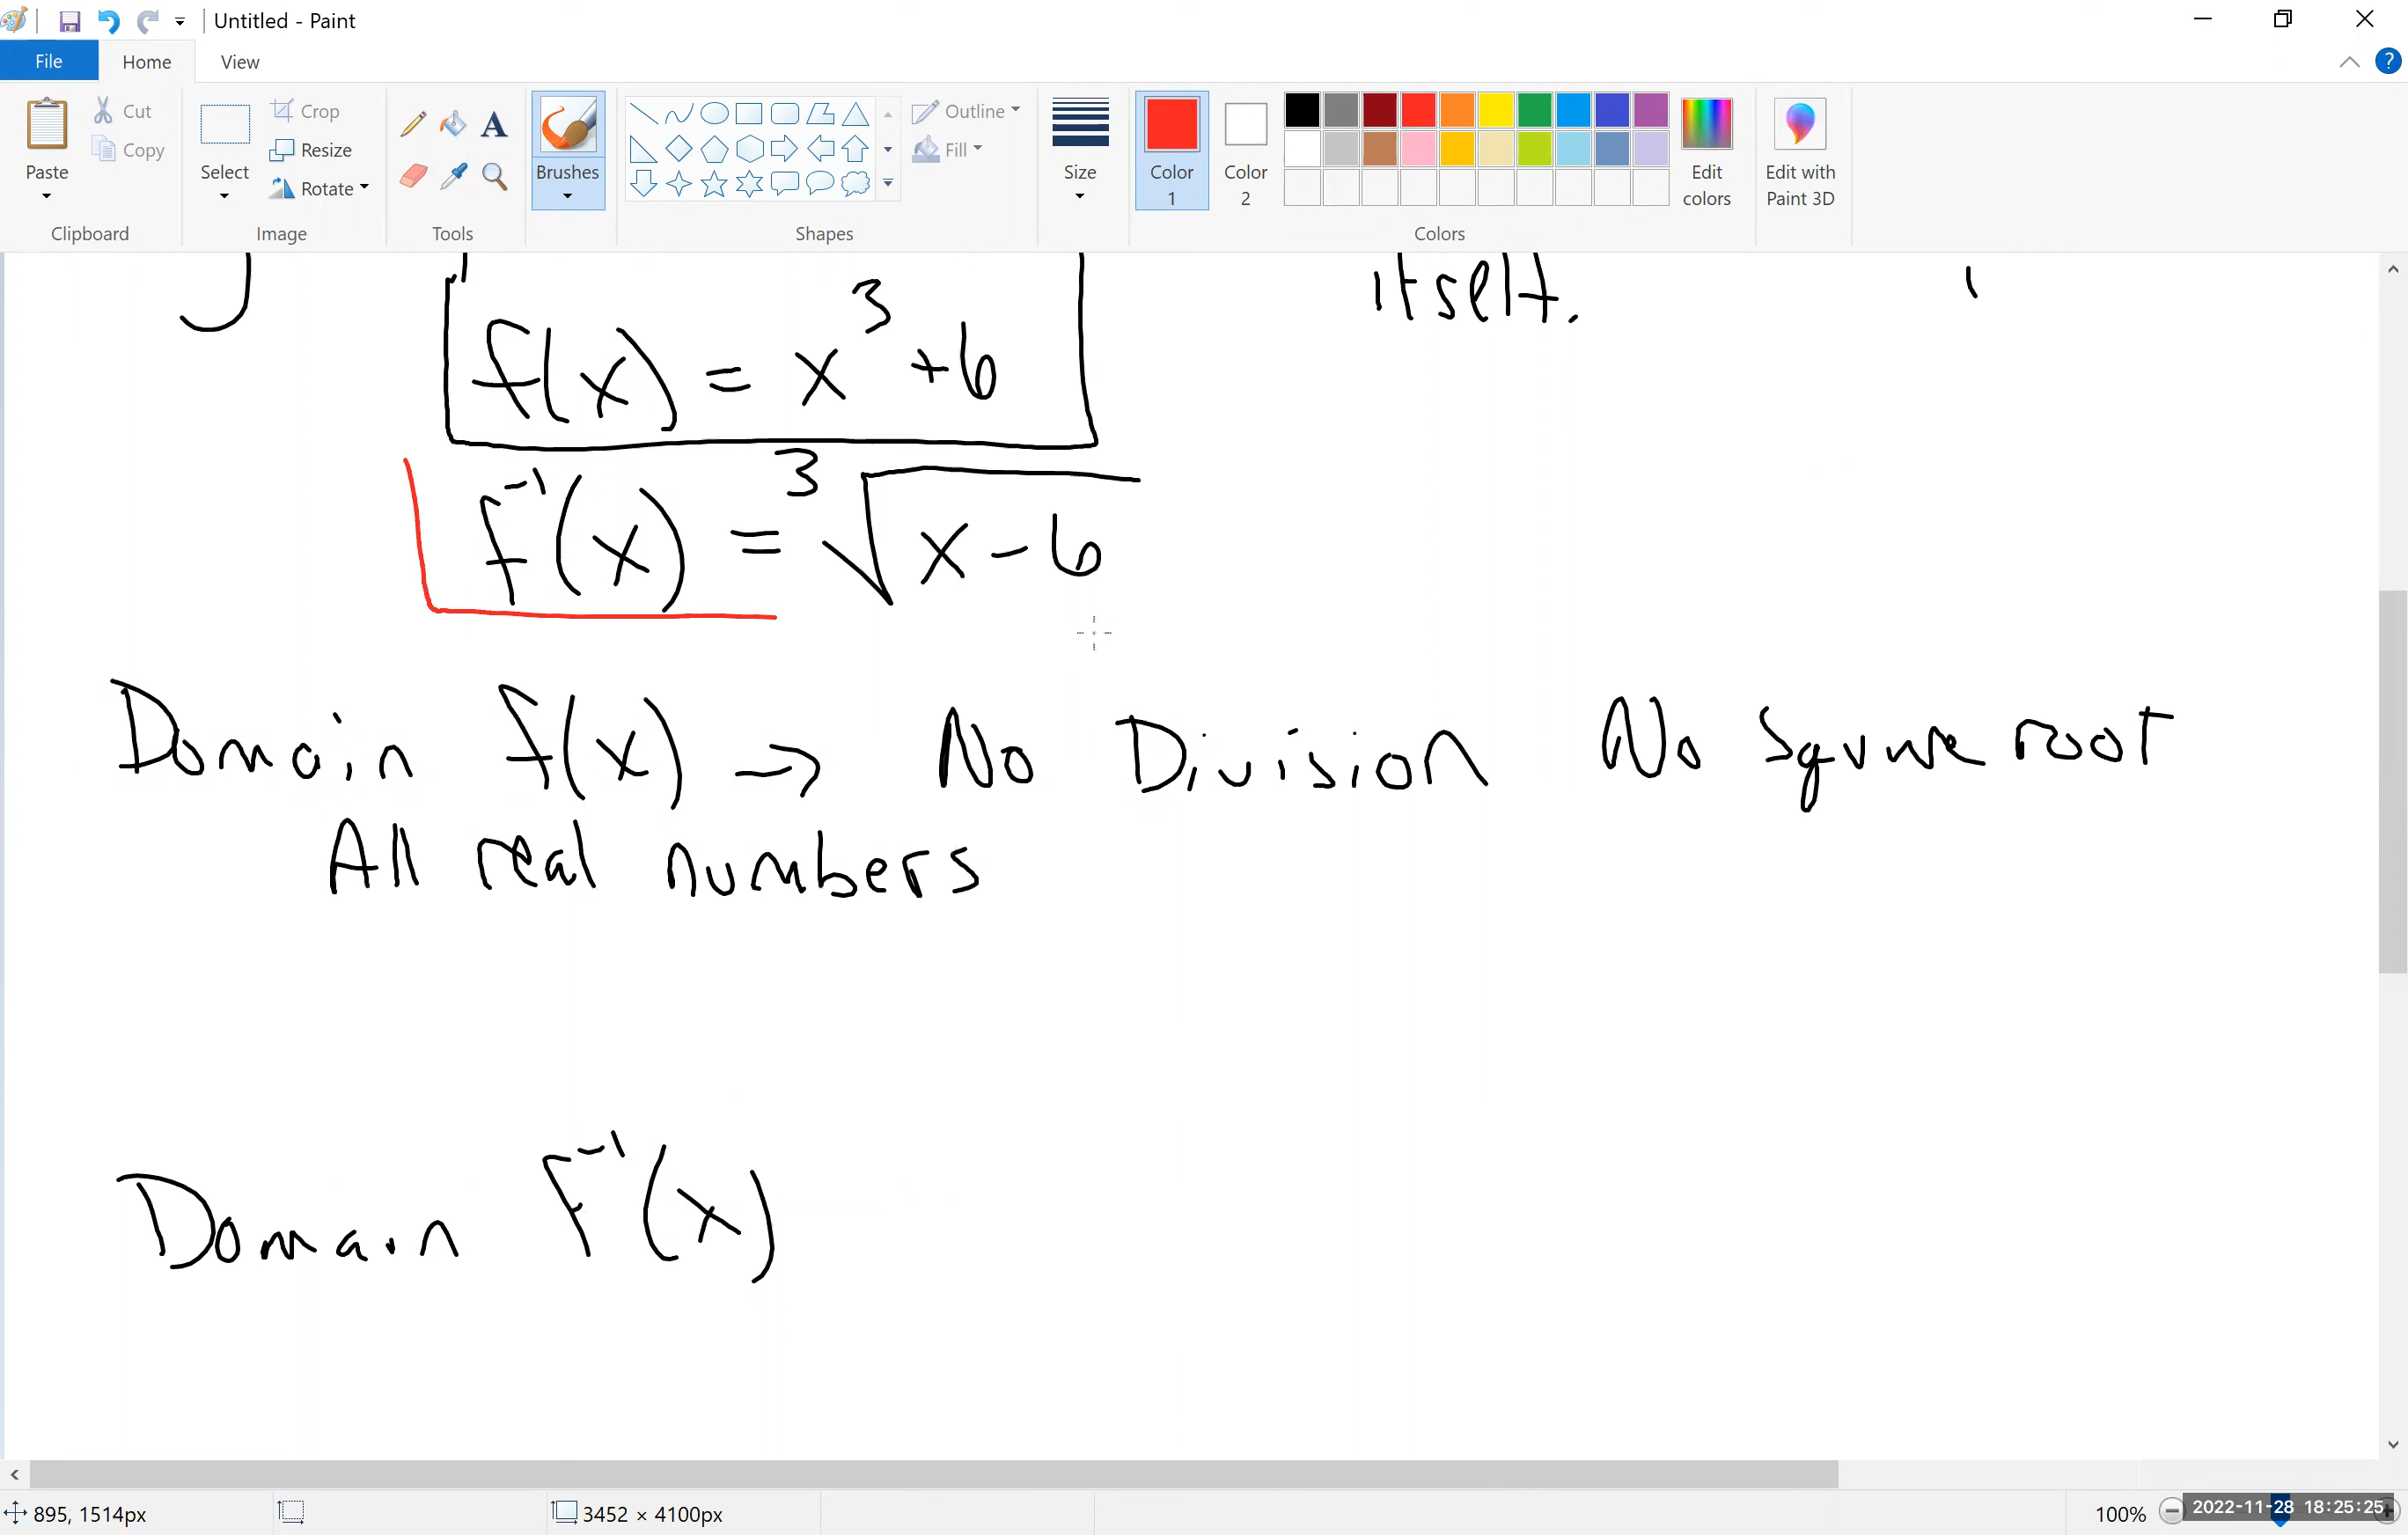 Untitled - Paint
File Home View
Paste Cut Copy Select Crop Resize Rotate Brushes Outline Fill Size Color 1 Color 2 Edit colors Edit with Paint 3D
Clipboard Image Tools Shapes Colors
itself.
f(x) = x³ + 6
f⁻¹(x) = ³√x - 6
Domain f(x) → No Division No Square root
All real numbers
Domain f⁻¹(x)
895, 1514px 3452 × 4100px 100% 2022-11-28 18:25:25